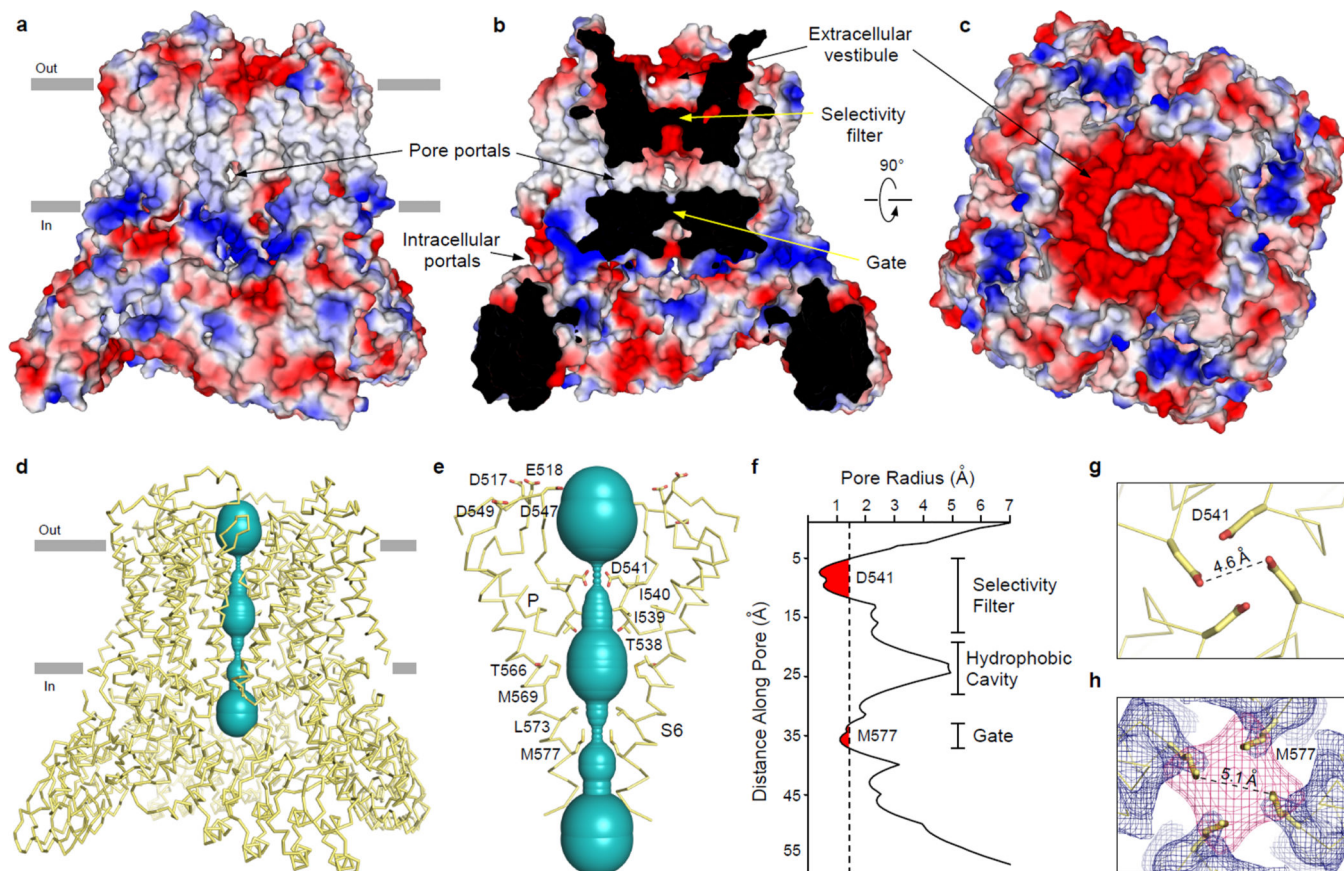 a
Out
In
b
Extracellular
vestibule
Selectivity
filter
Pore portals
Intracellular
portals
Gate
90°
c
d
Out
In
e
D517
E518
D549
D547
D541
I540
P
I539
T538
T566
M569
L573
S6
M577
f
Pore Radius (Å)
1 2 3 4 5 6 7
Distance Along Pore (Å)
5
15
25
35
45
55
D541
Selectivity
Filter
Hydrophobic
Cavity
M577
Gate
g
D541
4.6 Å
h
M577
5.1 Å